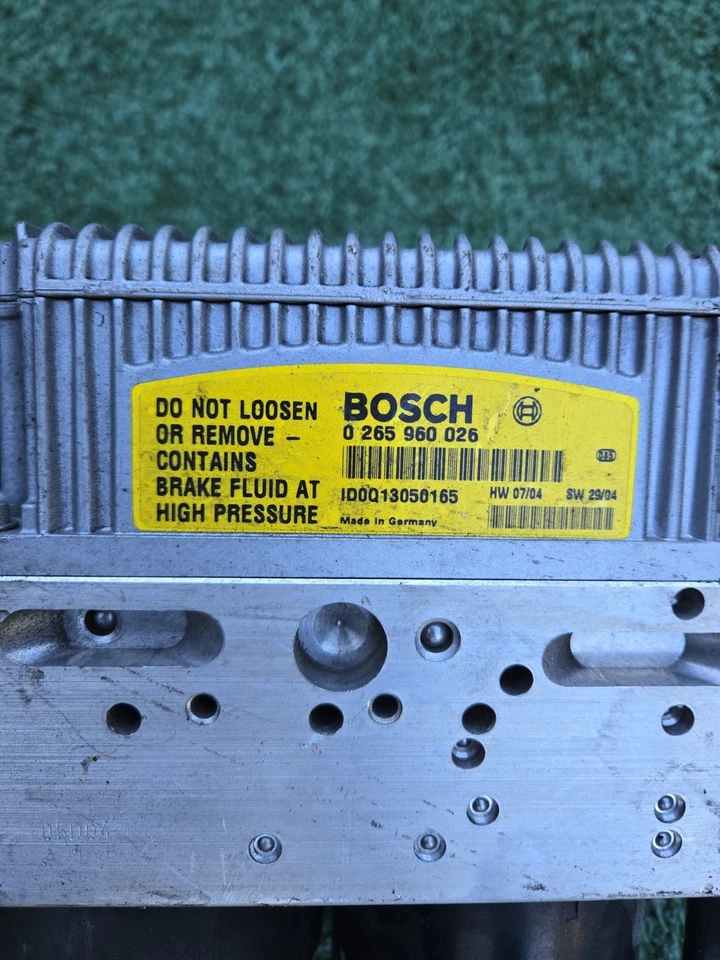 DO NOT LOOSEN
OR REMOVE –
CONTAINS
BRAKE FLUID AT
HIGH PRESSURE
BOSCH
0 265 960 026
ID0Q13050165
HW 07/04 SW 29/04
Made in Germany